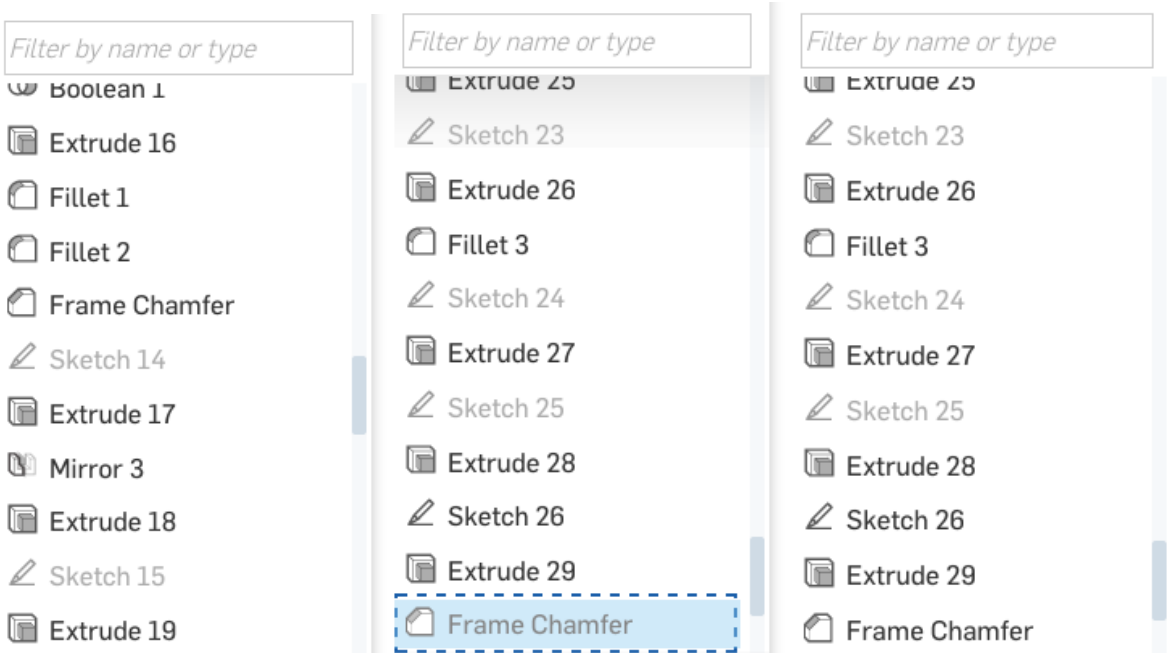 Filter by name or type
Boolean 1
Extrude 16
Fillet 1
Fillet 2
Frame Chamfer
Sketch 14
Extrude 17
Mirror 3
Extrude 18
Sketch 15
Extrude 19
Filter by name or type
Extrude 25
Sketch 23
Extrude 26
Fillet 3
Sketch 24
Extrude 27
Sketch 25
Extrude 28
Sketch 26
Extrude 29
Frame Chamfer
Filter by name or type
Extrude 25
Sketch 23
Extrude 26
Fillet 3
Sketch 24
Extrude 27
Sketch 25
Extrude 28
Sketch 26
Extrude 29
Frame Chamfer